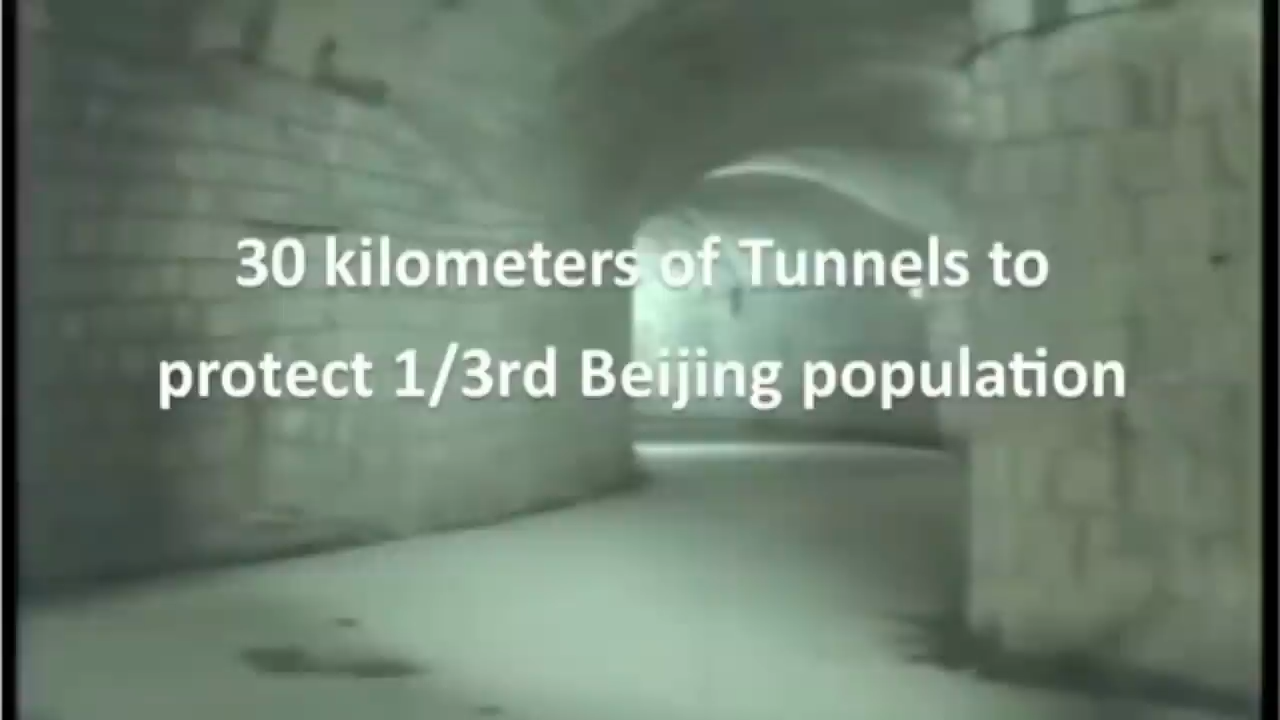 30 kilometers of Tunnels to
protect 1/3rd Beijing population